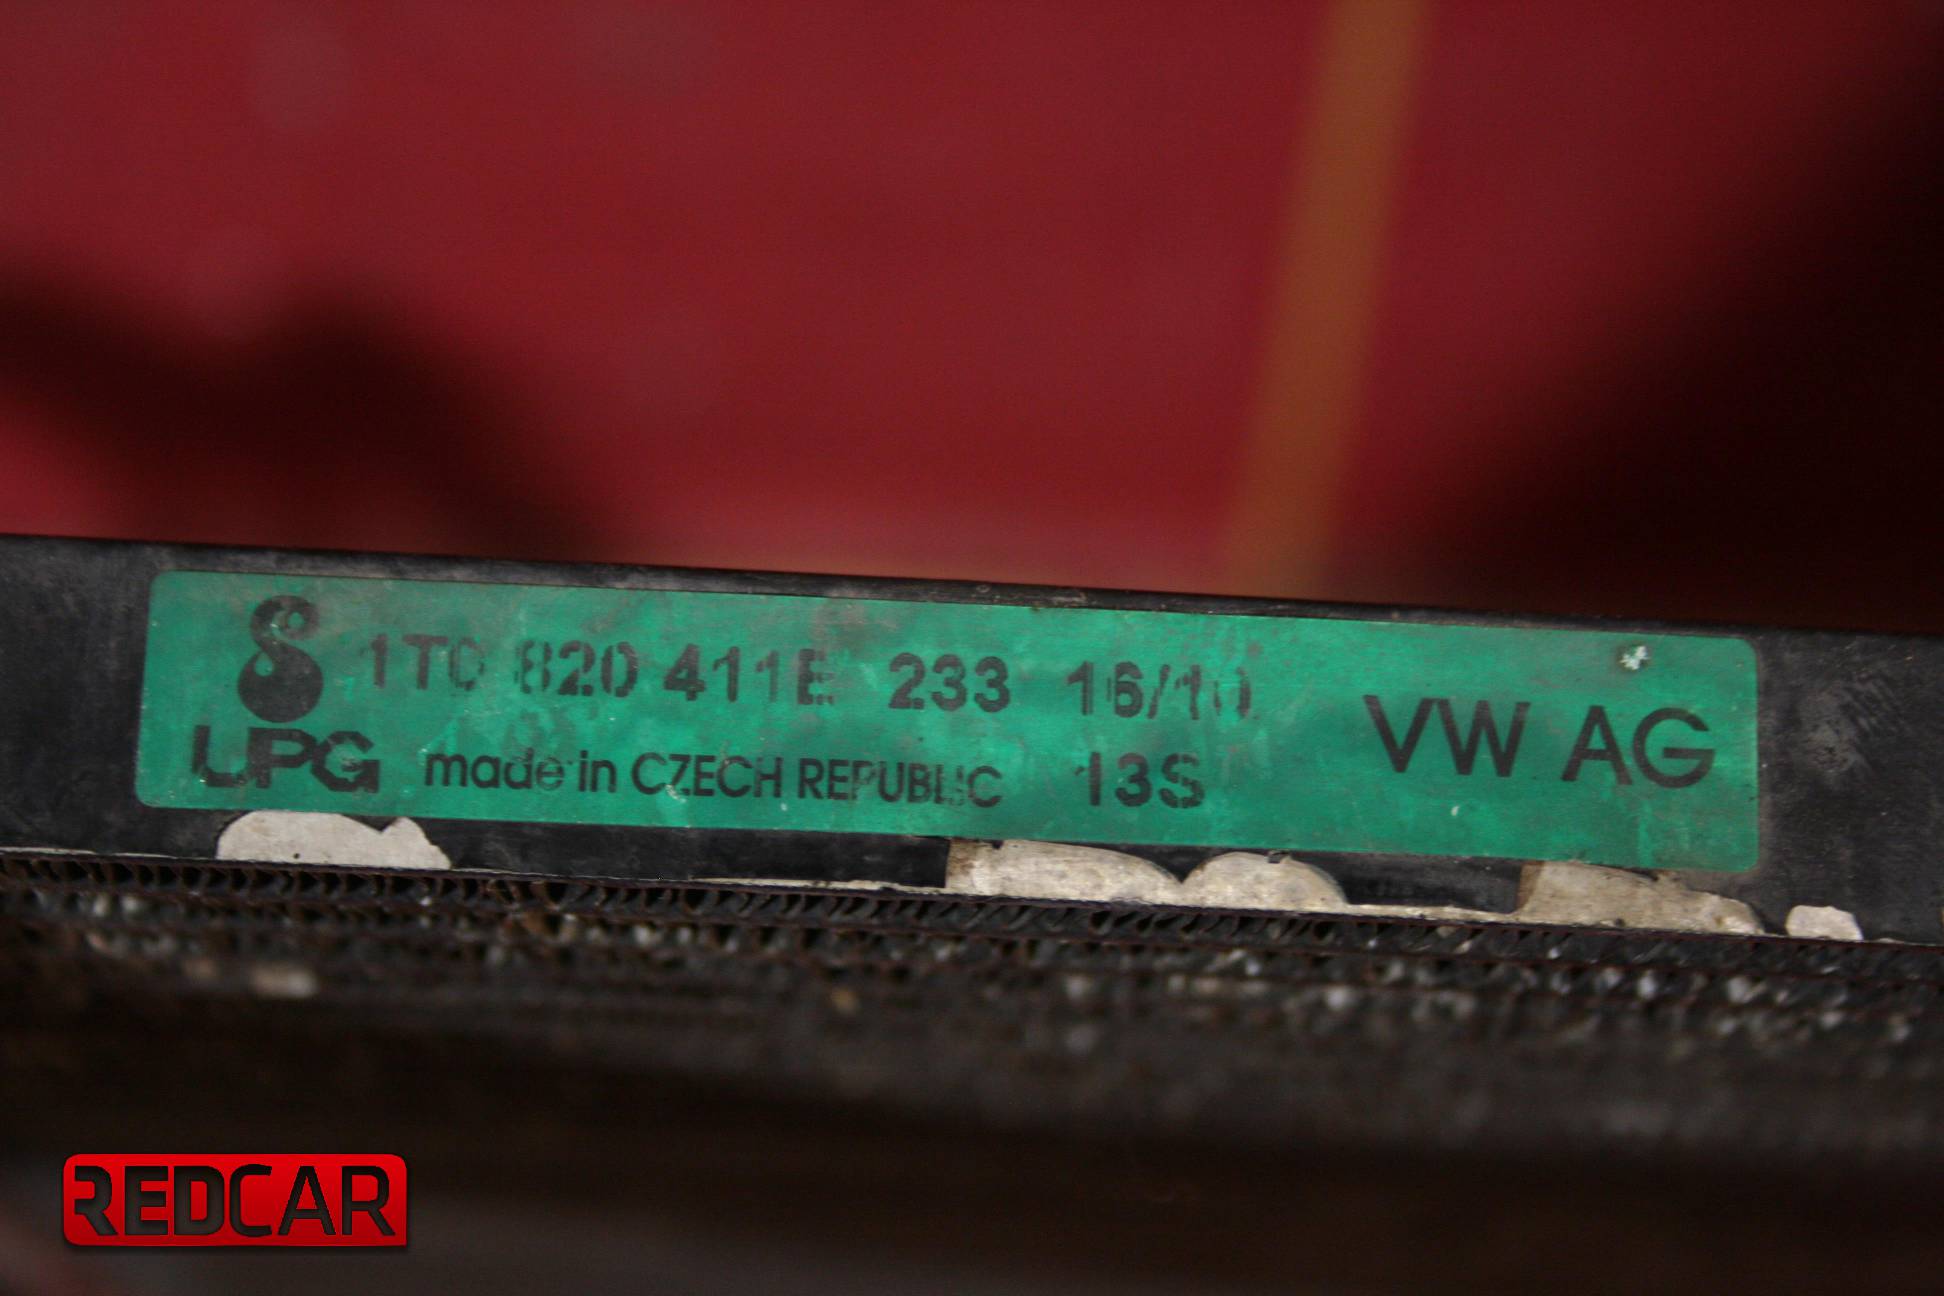 1T0 820 411E 233 16/10
LPG made in CZECH REPUBLIC 13S
VW AG
REDCAR